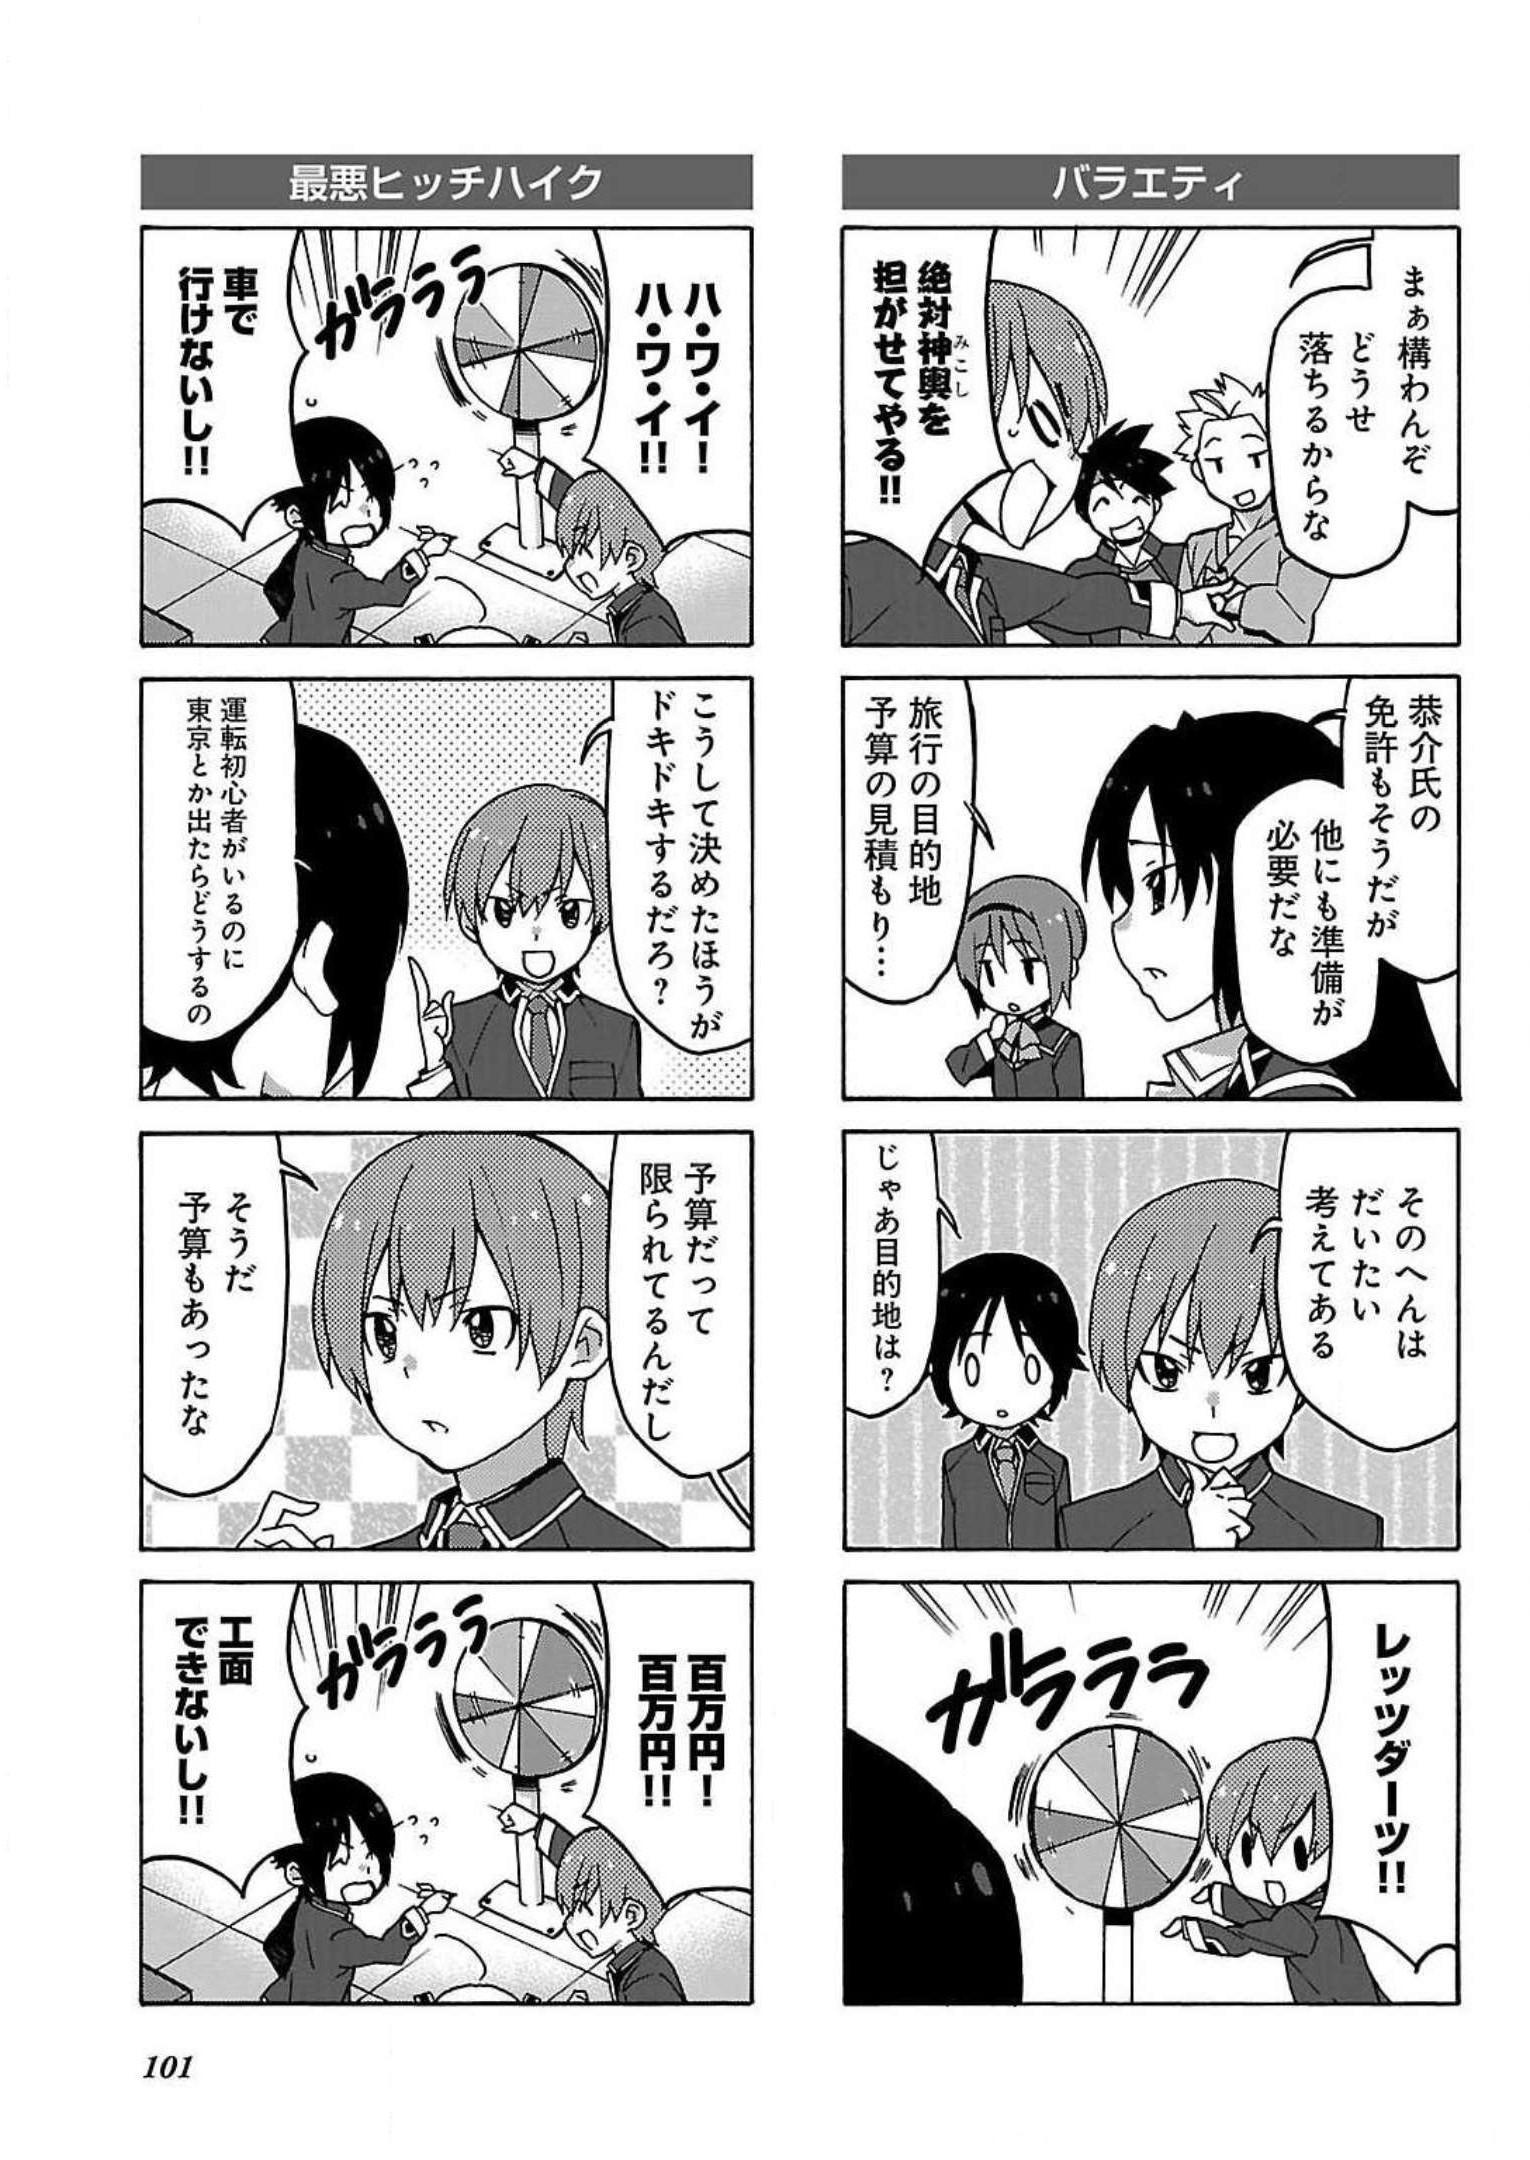 バラエティ
まぁ構わんぞ
どうせ
落ちるからな
絶対神輿を
みこし
担がせてやる!!
恭介氏の
免許もそうだが
他にも準備が
必要だな
旅行の目的地
予算の見積もり…
そのへんは
だいたい
考えてある
じゃあ目的地は?
レッツダーツ!!
ガラララ
最悪ヒッチハイク
ハ・ワ・イ!
ハ・ワ・イ!!
ガラララ
車で
行けないし!!
こうして決めたほうが
ドキドキするだろ?
運転初心者がいるのに
東京とか出たらどうするの
予算だって
限られてるんだし
そうだ
予算もあったな
百万円!
百万円!!
ガラララ
工面
できないし!!
101